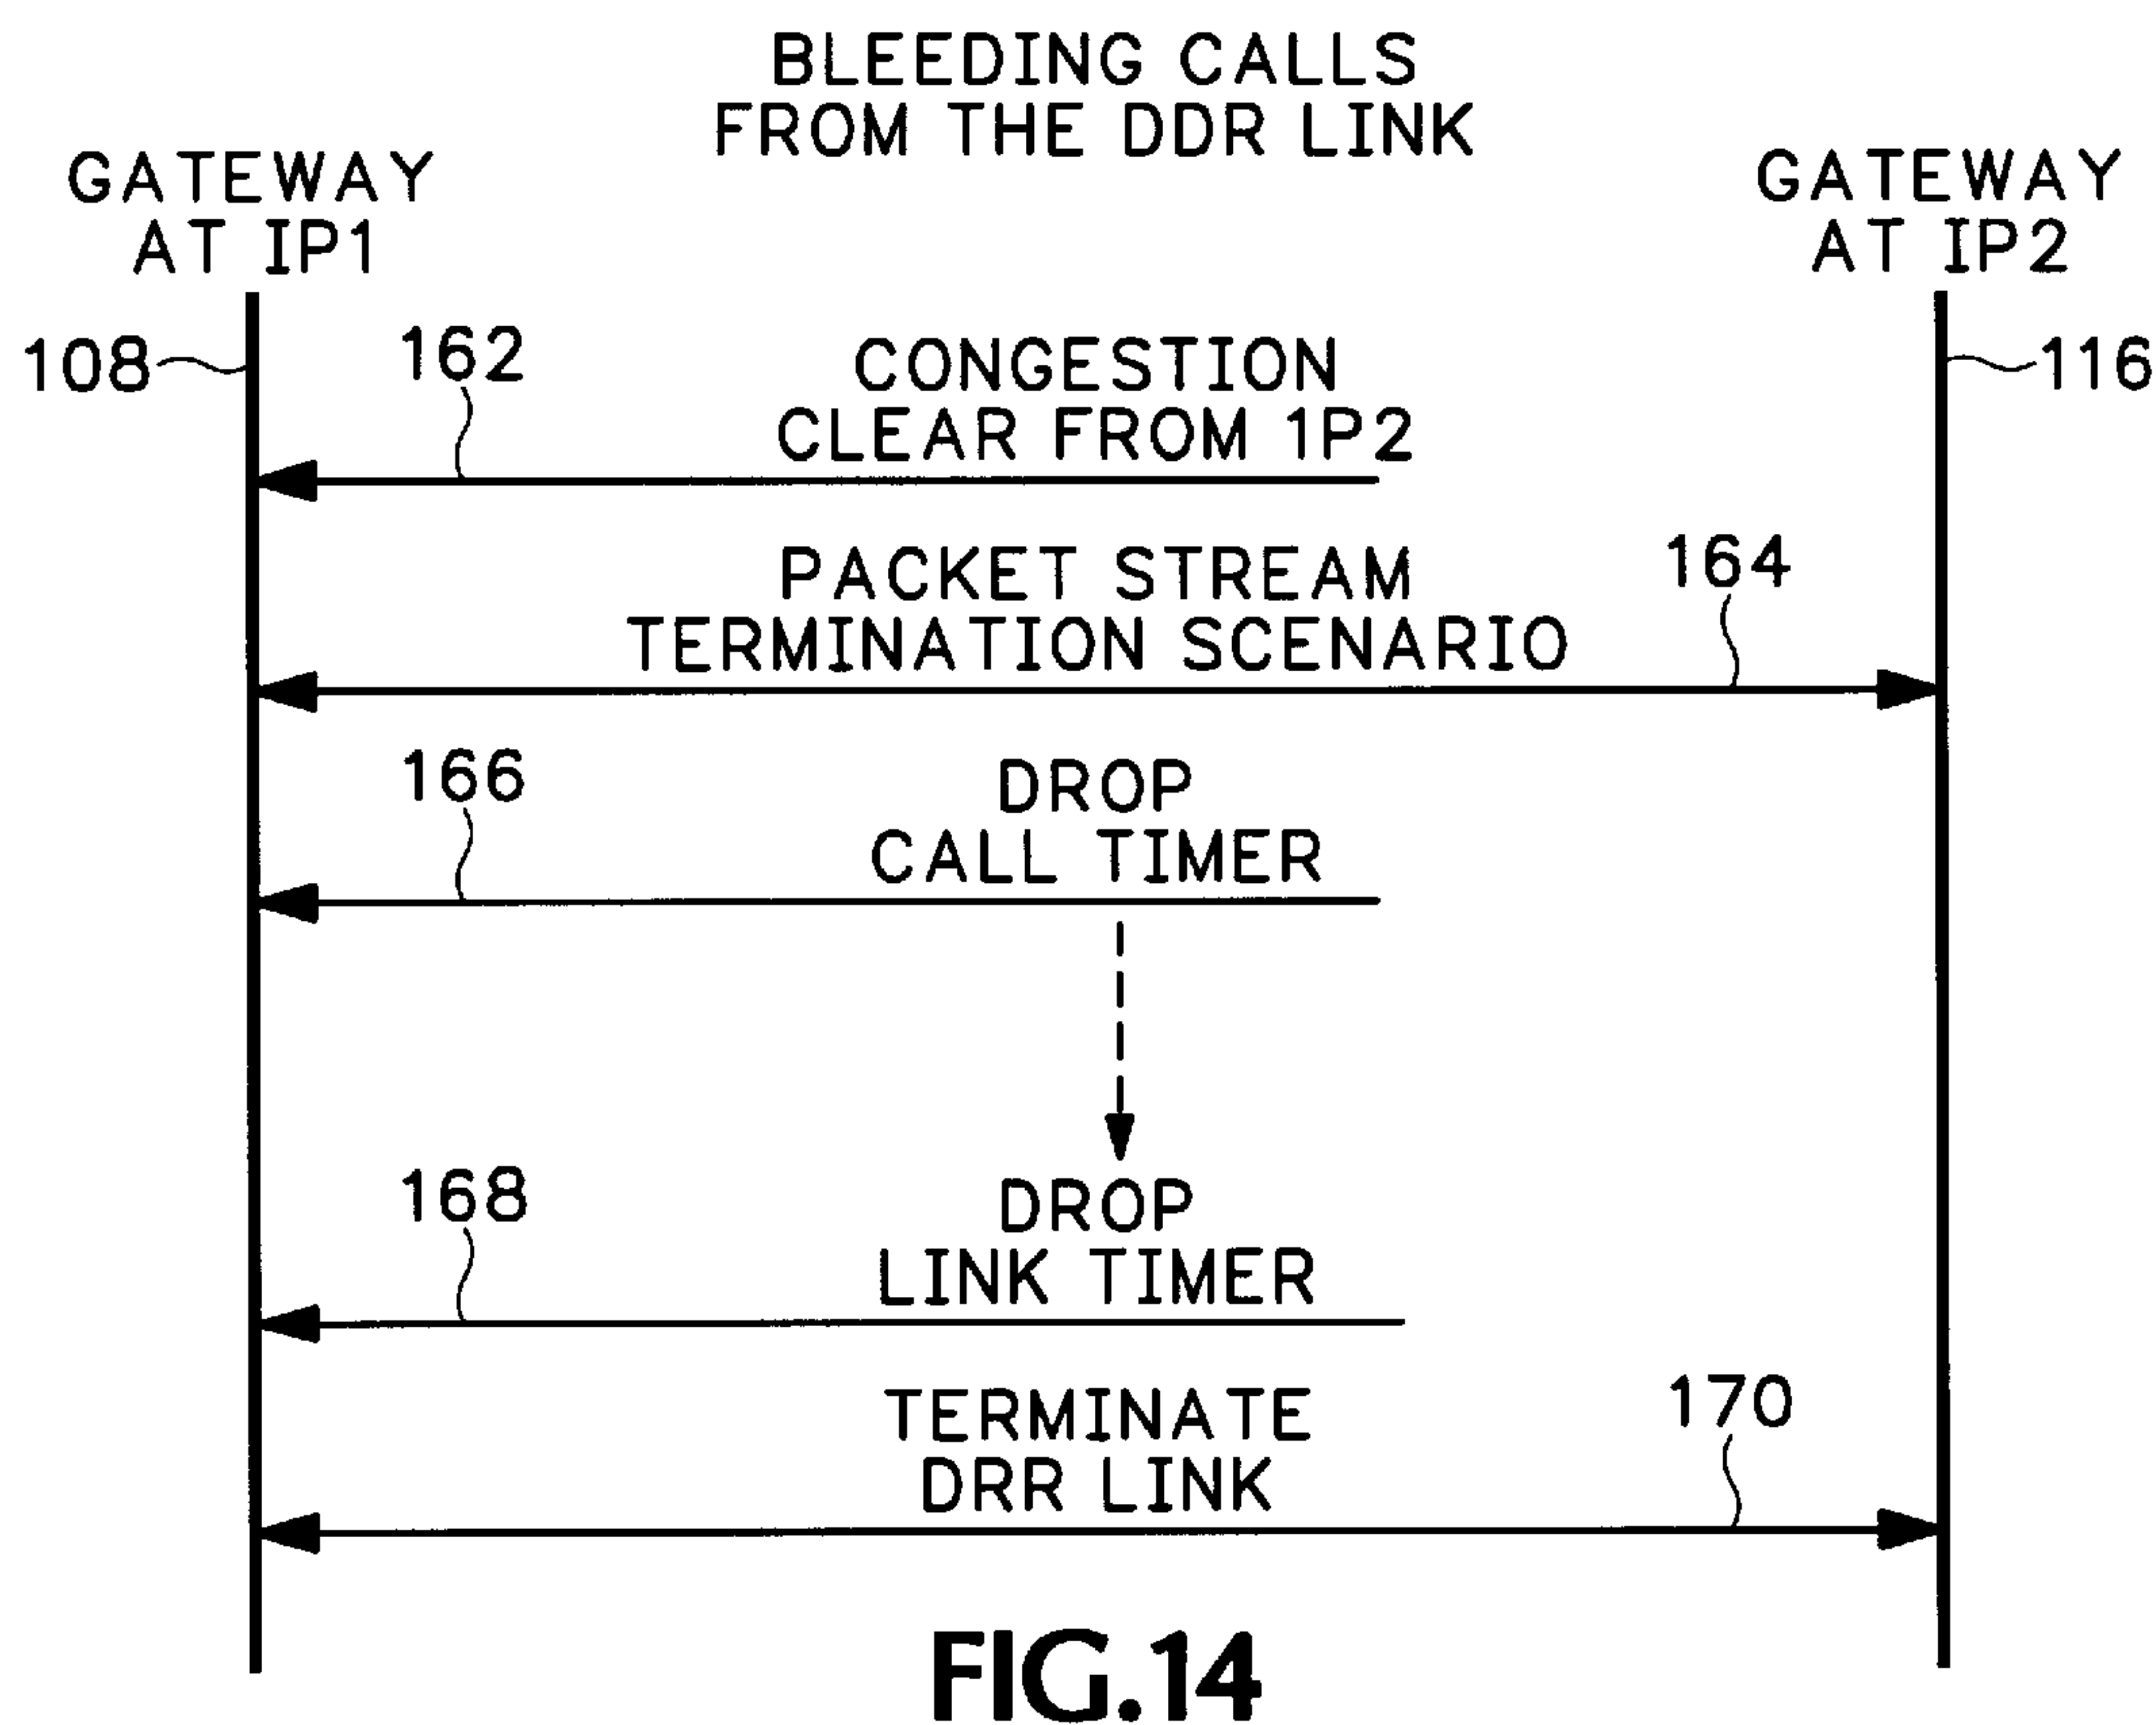 BLEEDING CALLS
FROM THE DDR LINK
GATEWAY
AT IP1
GATEWAY
AT IP2
108
162
CONGESTION
CLEAR FROM 1P2
116
PACKET STREAM
TERMINATION SCENARIO
164
166
DROP
CALL TIMER
168
DROP
LINK TIMER
TERMINATE
DRR LINK
170
FIG.14